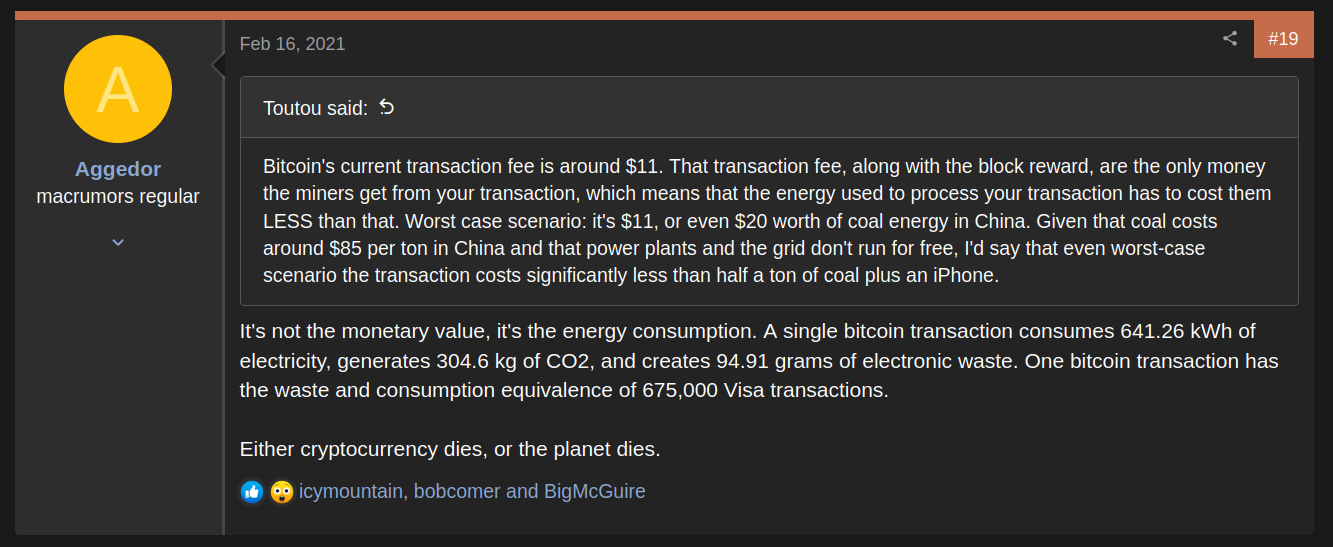 Feb 16, 2021
#19
A
Aggedor
macrumors regular
Toutou said:
Bitcoin's current transaction fee is around $11. That transaction fee, along with the block reward, are the only money
the miners get from your transaction, which means that the energy used to process your transaction has to cost them
LESS than that. Worst case scenario: it's $11, or even $20 worth of coal energy in China. Given that coal costs
around $85 per ton in China and that power plants and the grid don't run for free, I'd say that even worst-case
scenario the transaction costs significantly less than half a ton of coal plus an iPhone.
It's not the monetary value, it's the energy consumption. A single bitcoin transaction consumes 641.26 kWh of
electricity, generates 304.6 kg of CO2, and creates 94.91 grams of electronic waste. One bitcoin transaction has
the waste and consumption equivalence of 675,000 Visa transactions.
Either cryptocurrency dies, or the planet dies.
icymountain, bobcomer and BigMcGuire